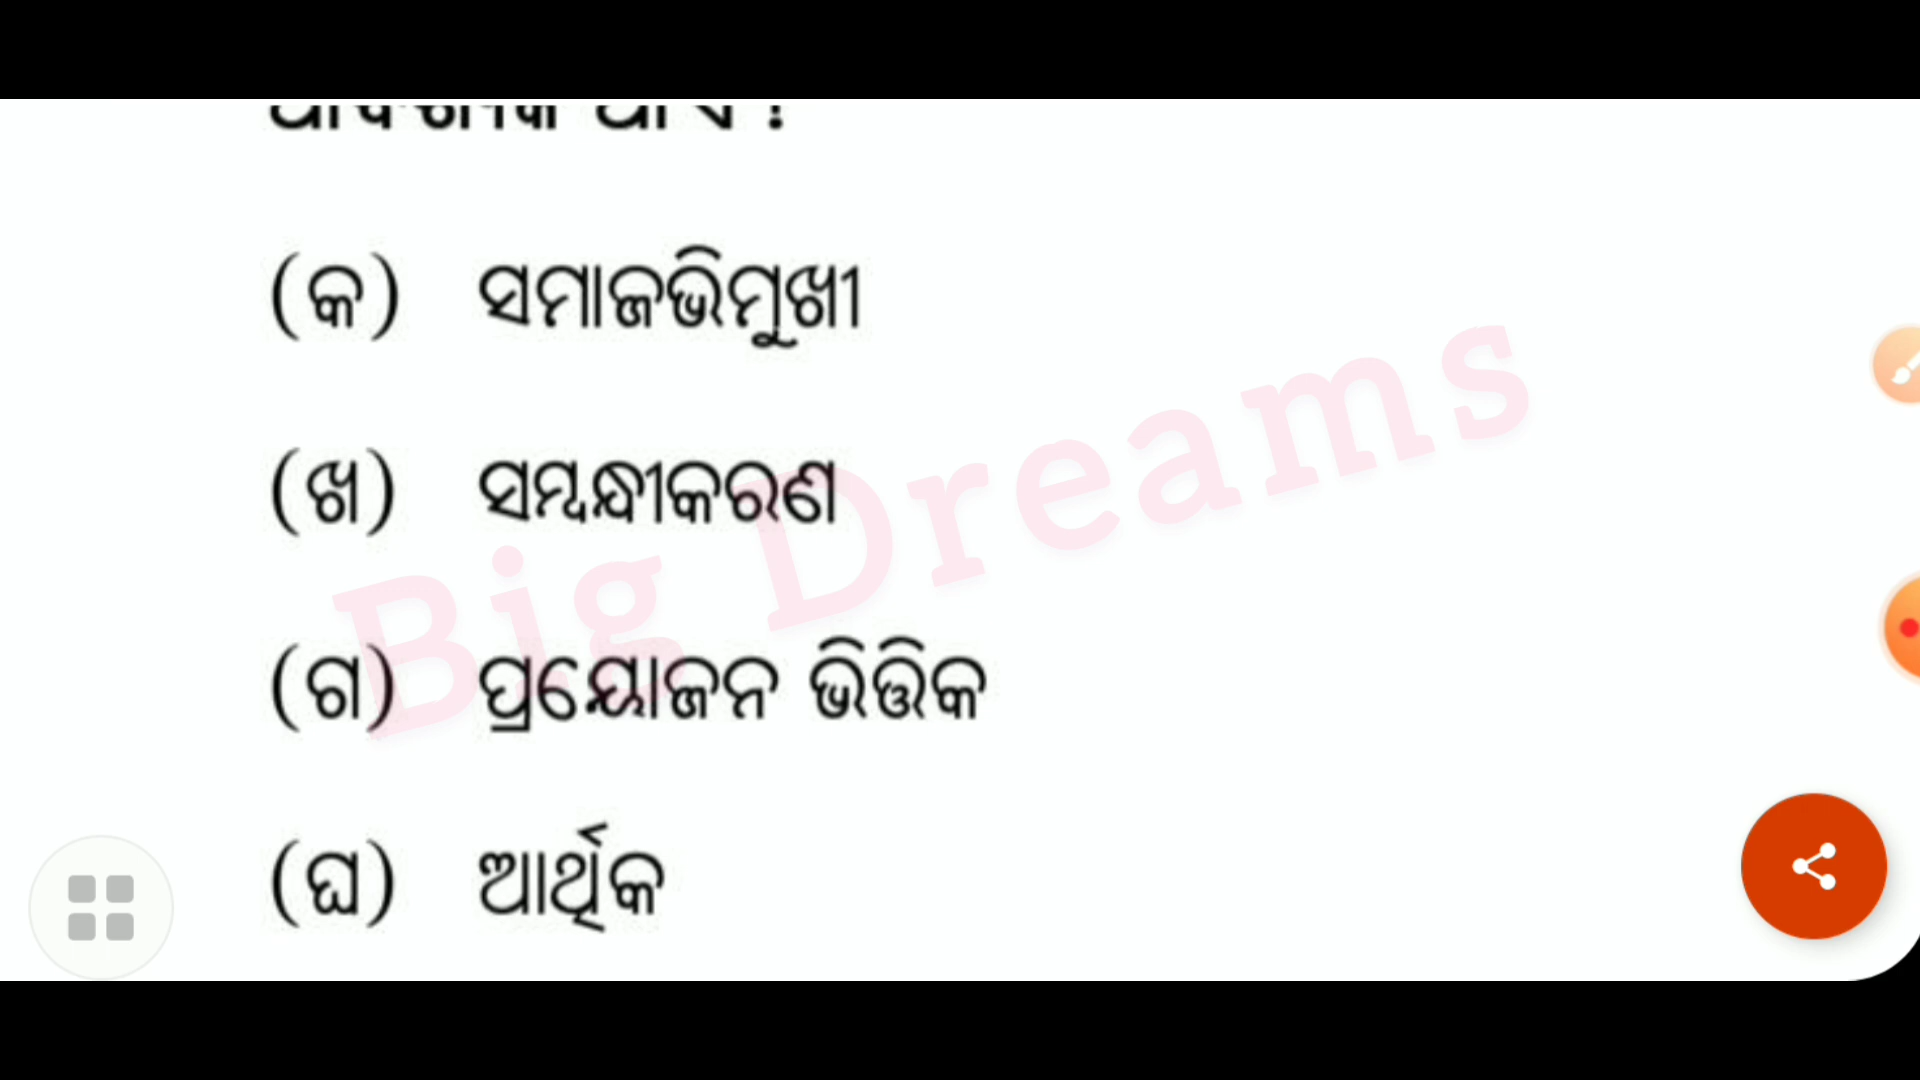 (କ) ସମାଜଭିମୁଖୀ
(ଖ) ସମ୍ବନ୍ଧୀକରଣ
(ଗ) ପ୍ରୟୋଜନ ଭିତ୍ତିକ
(ଘ) ଆର୍ଥିକ
Big Dreams